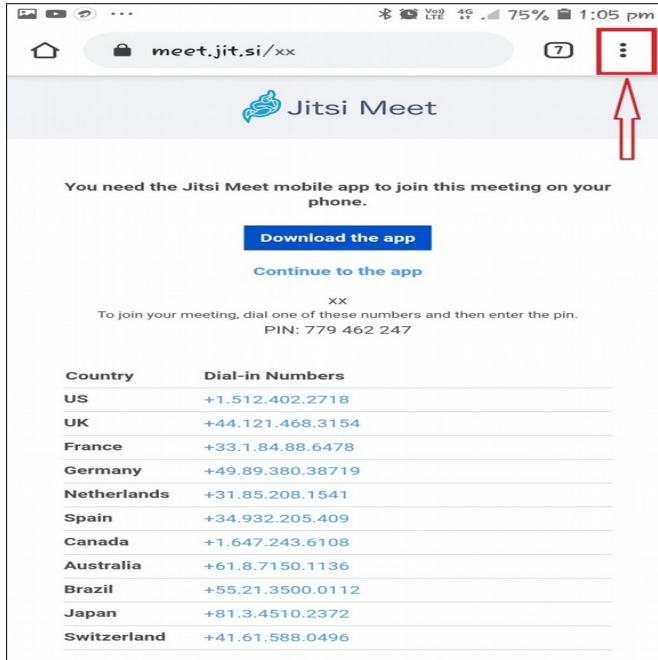 ... Vo)) LTE 4G 75% 1:05 pm
meet.jit.si/xx 7
Jitsi Meet
You need the Jitsi Meet mobile app to join this meeting on your
phone.
Download the app
Continue to the app
xx
To join your meeting, dial one of these numbers and then enter the pin.
PIN: 779 462 247
Country Dial-in Numbers
US +1.512.402.2718
UK +44.121.468.3154
France +33.1.84.88.6478
Germany +49.89.380.38719
Netherlands +31.85.208.1541
Spain +34.932.205.409
Canada +1.647.243.6108
Australia +61.8.7150.1136
Brazil +55.21.3500.0112
Japan +81.3.4510.2372
Switzerland +41.61.588.0496